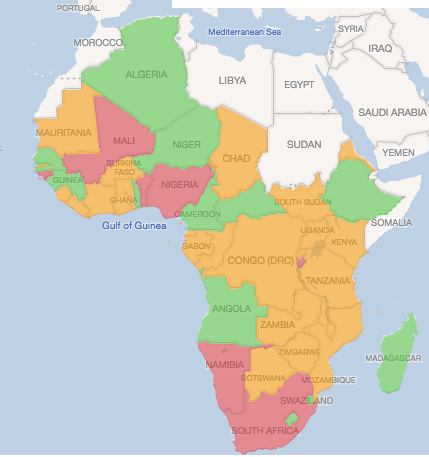 PORTUGAL
Mediterranean Sea
SYRIA
MOROCCO
IRAQ
ALGERIA
LIBYA
EGYPT
SAUDI ARABIA
MAURITANIA
MALI
NIGER
SUDAN
YEMEN
CHAD
BURKINA
FASO
GUINEA
NIGERIA
GHANA
SOUTH SUDAN
CAMEROON
SOMALIA
Gulf of Guinea
UGANDA
KENYA
GABON
CONGO (DRC)
TANZANIA
ANGOLA
ZAMBIA
ZIMBABWE
MADAGASCAR
NAMIBIA
BOTSWANA
MOZAMBIQUE
SWAZILAND
SOUTH AFRICA